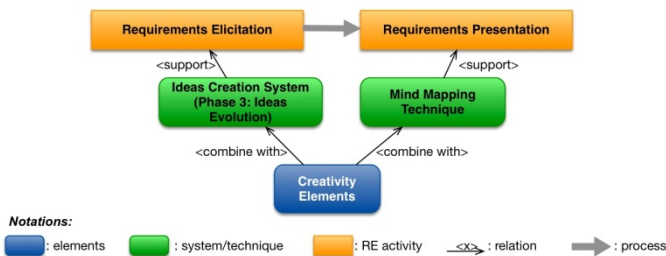 Requirements Elicitation
Requirements Presentation
<support>
<support>
Ideas Creation System
(Phase 3: Ideas
Evolution)
Mind Mapping
Technique
<combine with>
<combine with>
Creativity
Elements
Notations:
: elements
: system/technique
: RE activity
<x> : relation
: process